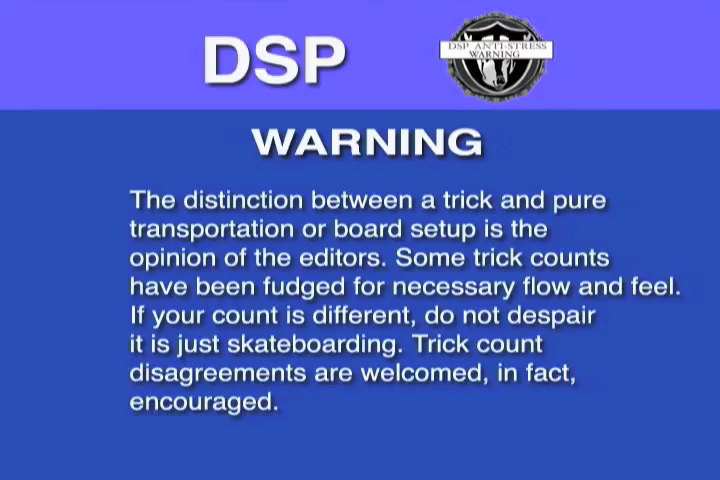 DSP
DSP ANTI-STRESS
WARNING
WARNING
The distinction between a trick and pure
transportation or board setup is the
opinion of the editors. Some trick counts
have been fudged for necessary flow and feel.
If your count is different, do not despair
it is just skateboarding. Trick count
disagreements are welcomed, in fact,
encouraged.